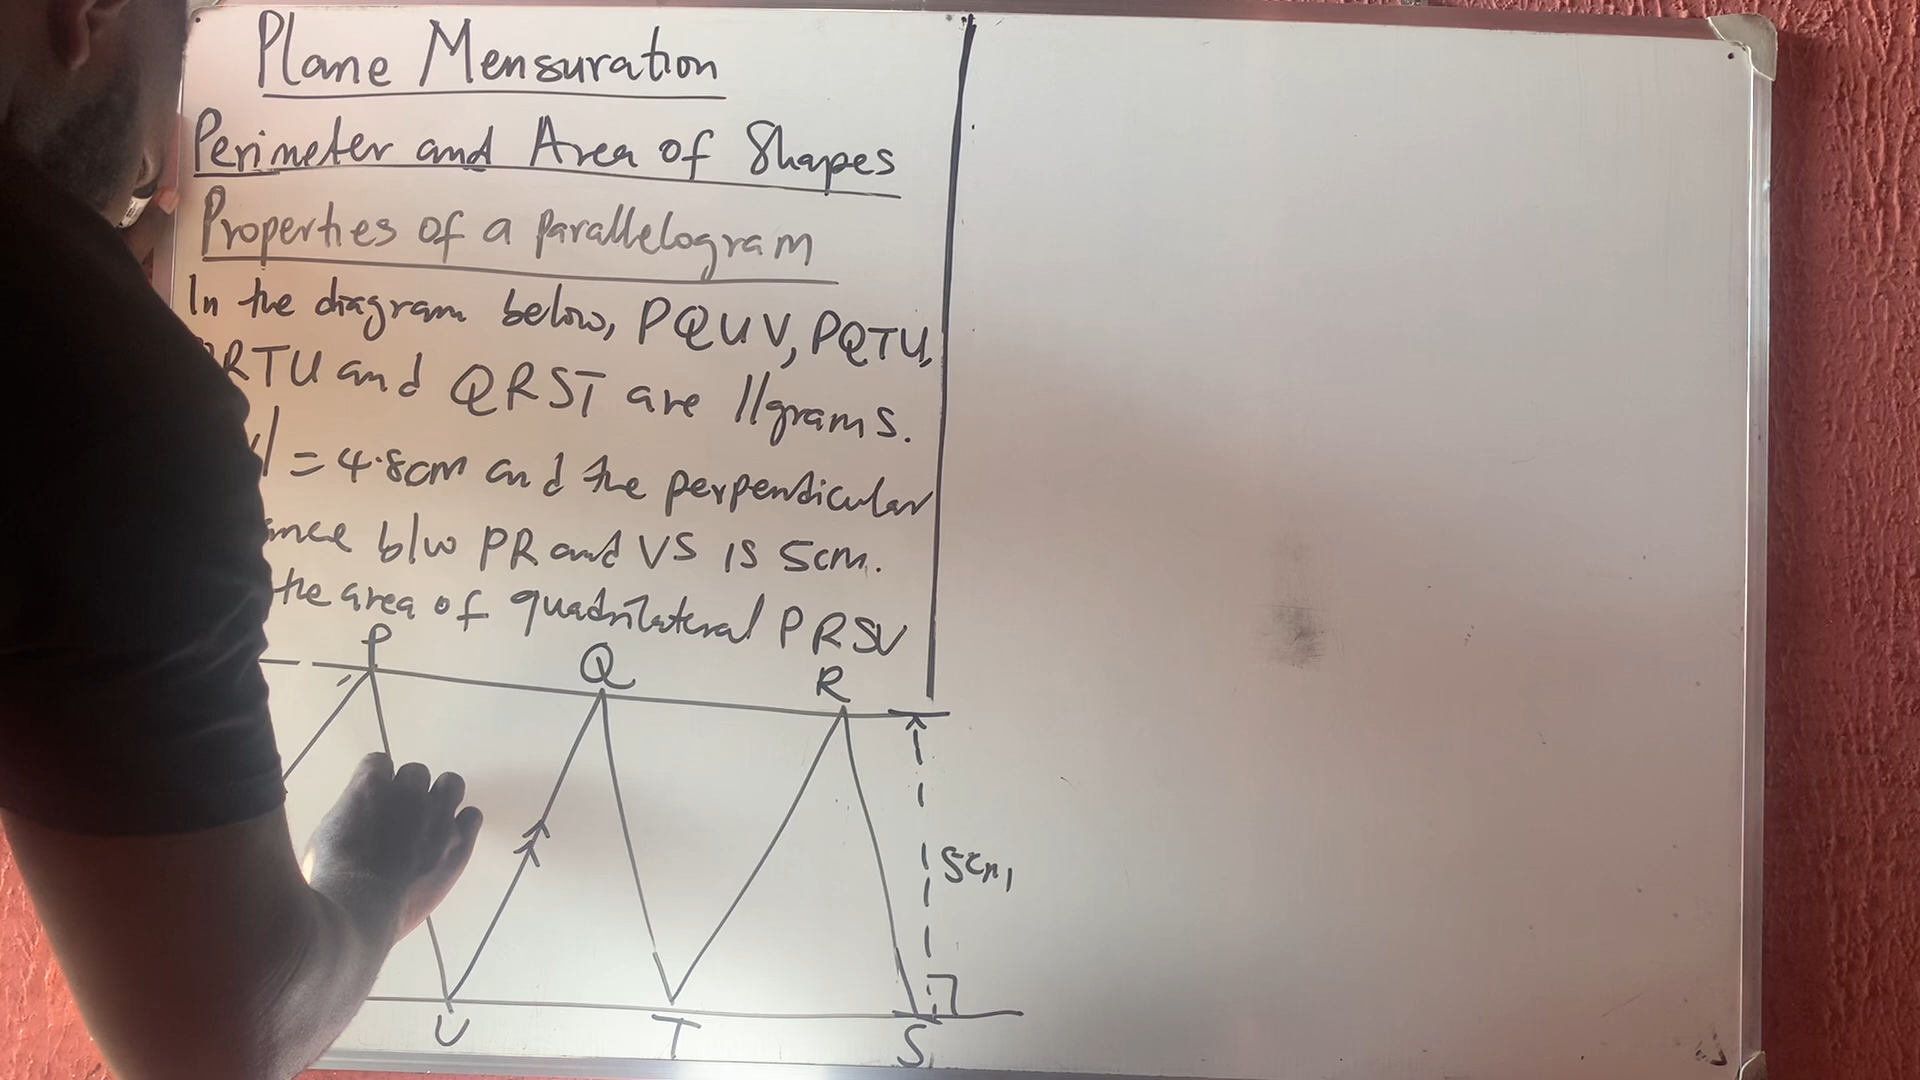 Plane Mensuration
Perimeter and Area of Shapes
Properties of a parallelogram
In the diagram below, PQUV, PQTU,
RTU and QRST are //grams.
= 4.8cm and the perpendicular
b/w PR and VS is 5cm.
the area of quadrilateral PRSV
P
Q
R
5cm
U
T
S